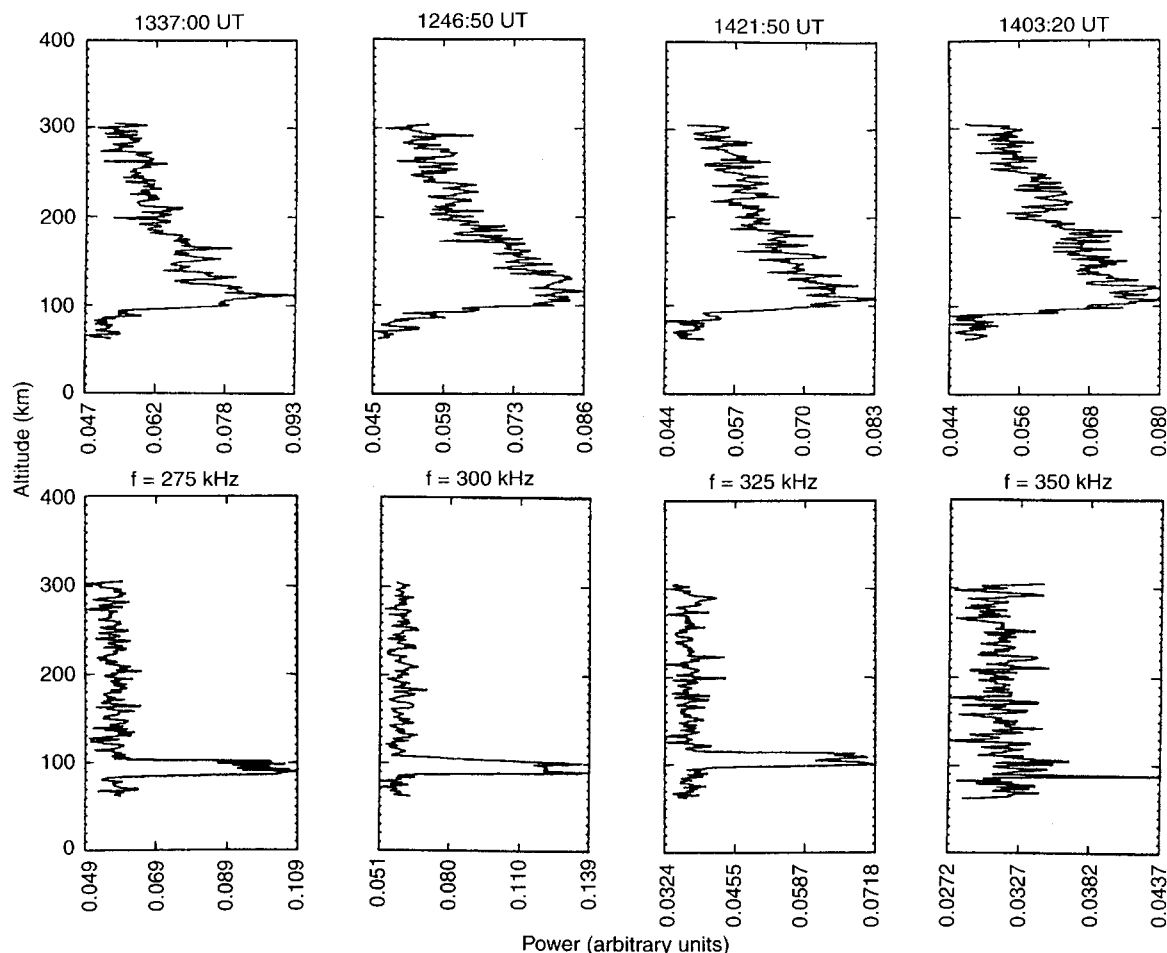 1337:00 UT 1246:50 UT 1421:50 UT 1403:20 UT
400
300
200
100
0
0.047 0.062 0.078 0.093 0.045 0.059 0.073 0.086 0.044 0.057 0.070 0.083 0.044 0.056 0.068 0.080
Altitude (km)
f = 275 kHz f = 300 kHz f = 325 kHz f = 350 kHz
400
300
200
100
0
0.049 0.069 0.089 0.109 0.051 0.080 0.110 0.139 0.0324 0.0455 0.0587 0.0718 0.0272 0.0327 0.0382 0.0437
Power (arbitrary units)